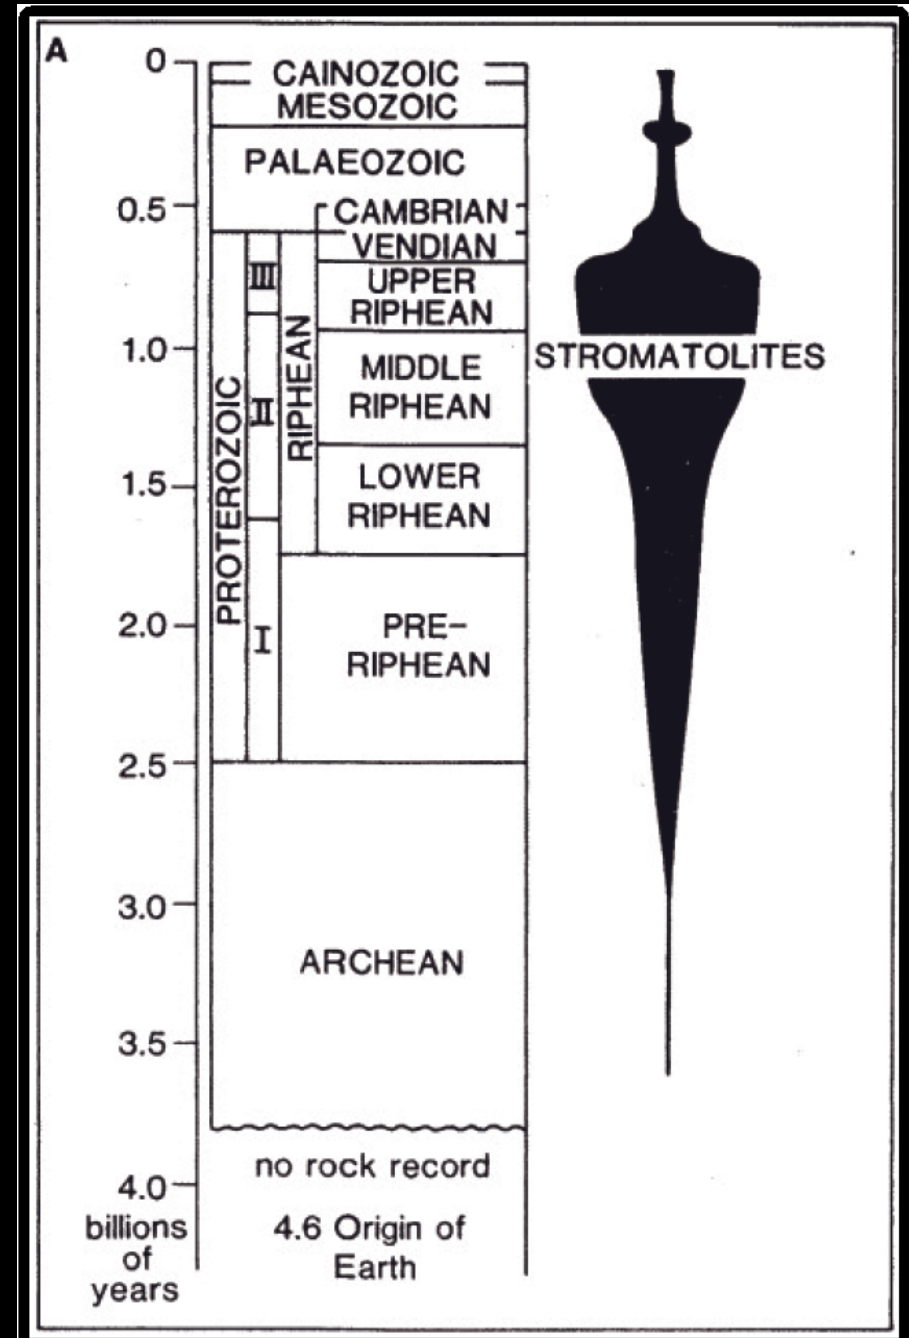 A
0
CAINOZOIC
MESOZOIC
PALAEOZOIC
0.5
CAMBRIAN
VENDIAN
III
UPPER
RIPHEAN
1.0
STROMATOLITES
MIDDLE
RIPHEAN
II
RIPHEAN
PROTEROZOIC
1.5
LOWER
RIPHEAN
2.0
I
PRE-
RIPHEAN
2.5
3.0
ARCHEAN
3.5
no rock record
4.0
billions
of
years
4.6 Origin of
Earth